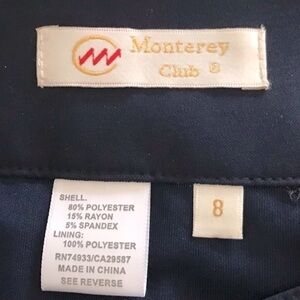 Monterey
Club ®
SHELL.
80% POLYESTER
15% RAYON
5% SPANDEX
LINING:
100% POLYESTER
RN74933/CA29587
MADE IN CHINA
SEE REVERSE
8